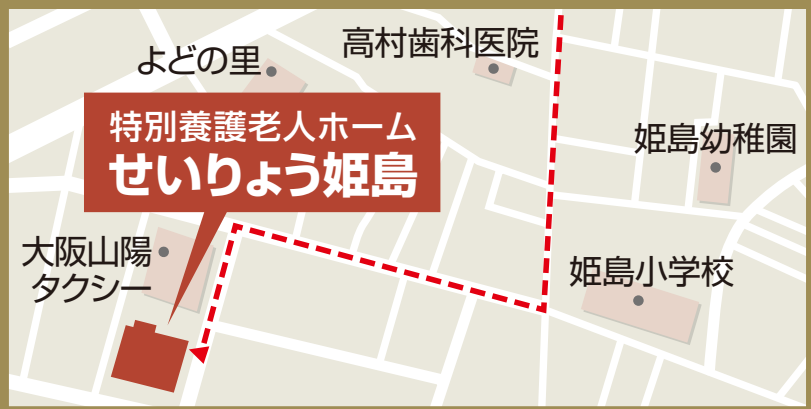 高村歯科医院
よどの里
特別養護老人ホーム
せいりょう姫島
姫島幼稚園
大阪山陽
タクシー
姫島小学校